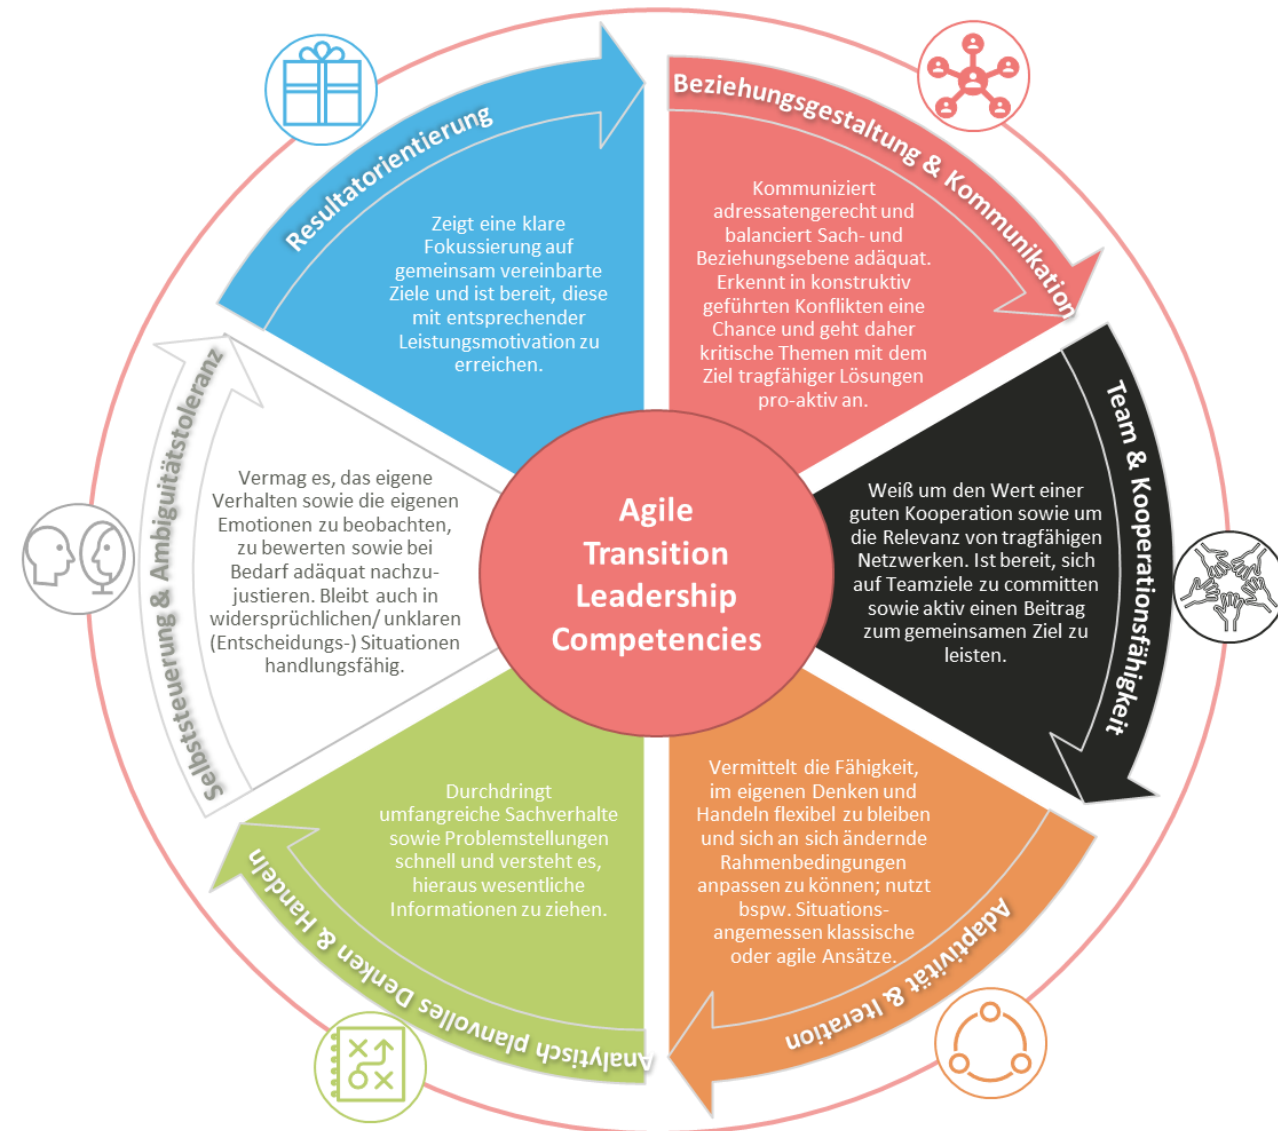 Resultatorientierung
Zeigt eine klare
Fokussierung auf
gemeinsam vereinbarte
Ziele und ist bereit, diese
mit entsprechender
Leistungsmotivation zu
erreichen.
Beziehungsgestaltung & Kommunikation
Kommuniziert
adressatengerecht und
balanciert Sach- und
Beziehungsebene adäquat.
Erkennt in konstruktiv
geführten Konflikten eine
Chance und geht daher
kritische Themen mit dem
Ziel tragfähiger Lösungen
pro-aktiv an.
Team & Kooperationsfähigkeit
Weiß um den Wert einer
guten Kooperation sowie um
die Relevanz von tragfähigen
Netzwerken. Ist bereit, sich
auf Teamziele zu committen
sowie aktiv einen Beitrag
zum gemeinsamen Ziel zu
leisten.
Adaptivität & Iteration
Vermittelt die Fähigkeit,
im eigenen Denken und
Handeln flexibel zu bleiben
und sich an sich ändernde
Rahmenbedingungen
anpassen zu können; nutzt
bspw. Situations-
angemessen klassische
oder agile Ansätze.
Analytisch planvolles Denken & Handeln
Durchdringt
umfangreiche Sachverhalte
sowie Problemstellungen
schnell und versteht es,
hieraus wesentliche
Informationen zu ziehen.
Selbststeuerung & Ambiguitätstoleranz
Vermag es, das eigene
Verhalten sowie die eigenen
Emotionen zu beobachten,
zu bewerten sowie bei
Bedarf adäquat nachzu-
justieren. Bleibt auch in
widersprüchlichen/ unklaren
(Entscheidungs-) Situationen
handlungsfähig.
Agile
Transition
Leadership
Competencies